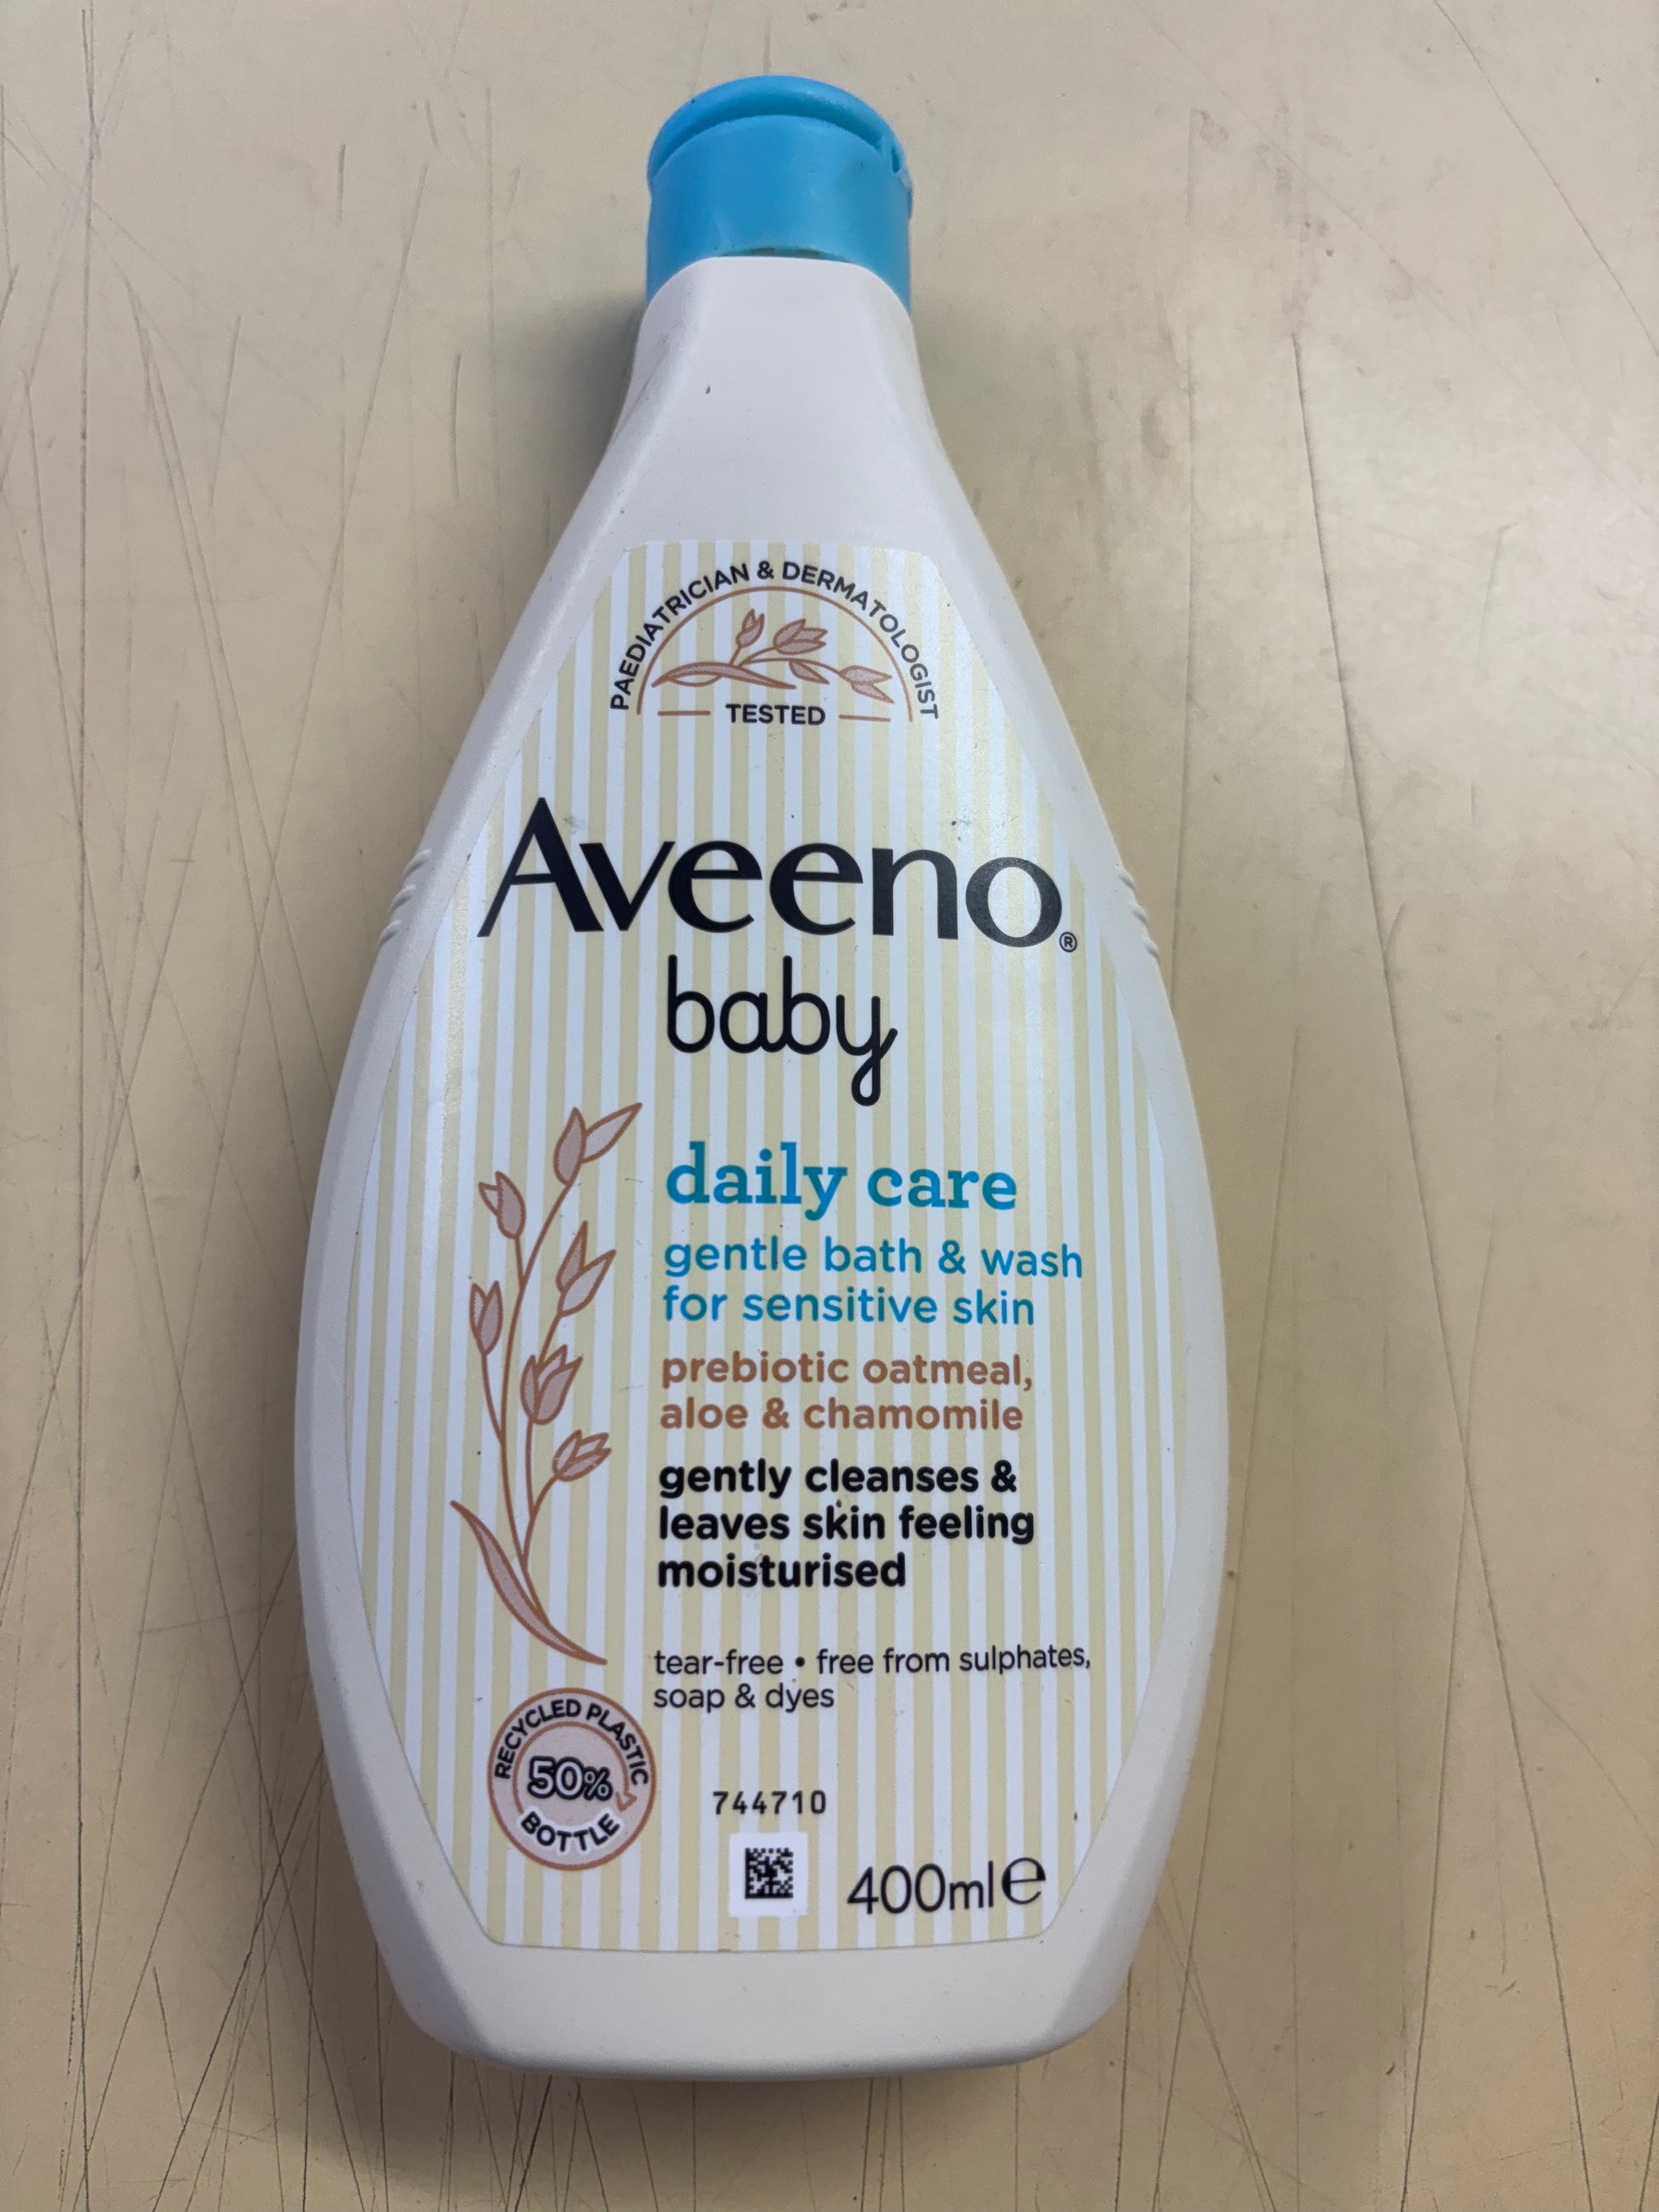 PAEDIATRICIAN & DERMATOLOGIST
TESTED
Aveeno®
baby
daily care
gentle bath & wash
for sensitive skin
prebiotic oatmeal,
aloe & chamomile
gently cleanses &
leaves skin feeling
moisturised
tear-free • free from sulphates,
soap & dyes
RECYCLED PLASTIC
50%
BOTTLE
744710
400ml℮